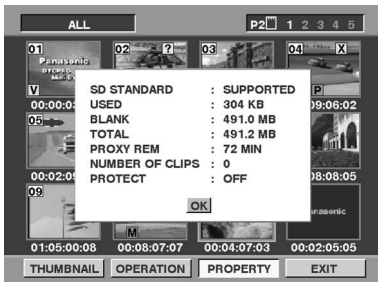 ALL P2 1 2 3 4 5
01 02 ? 03 04 X
Panasonic
V P
00:00:0 09:06:02
SD STANDARD : SUPPORTED
USED : 304 KB
BLANK : 491.0 MB
TOTAL : 491.2 MB
PROXY REM : 72 MIN
NUMBER OF CLIPS : 0
PROTECT : OFF
OK
05
00:02:0 08:08:05
09
M
01:05:00:08 00:08:07:07 00:04:07:03 00:02:05:05
THUMBNAIL OPERATION PROPERTY EXIT